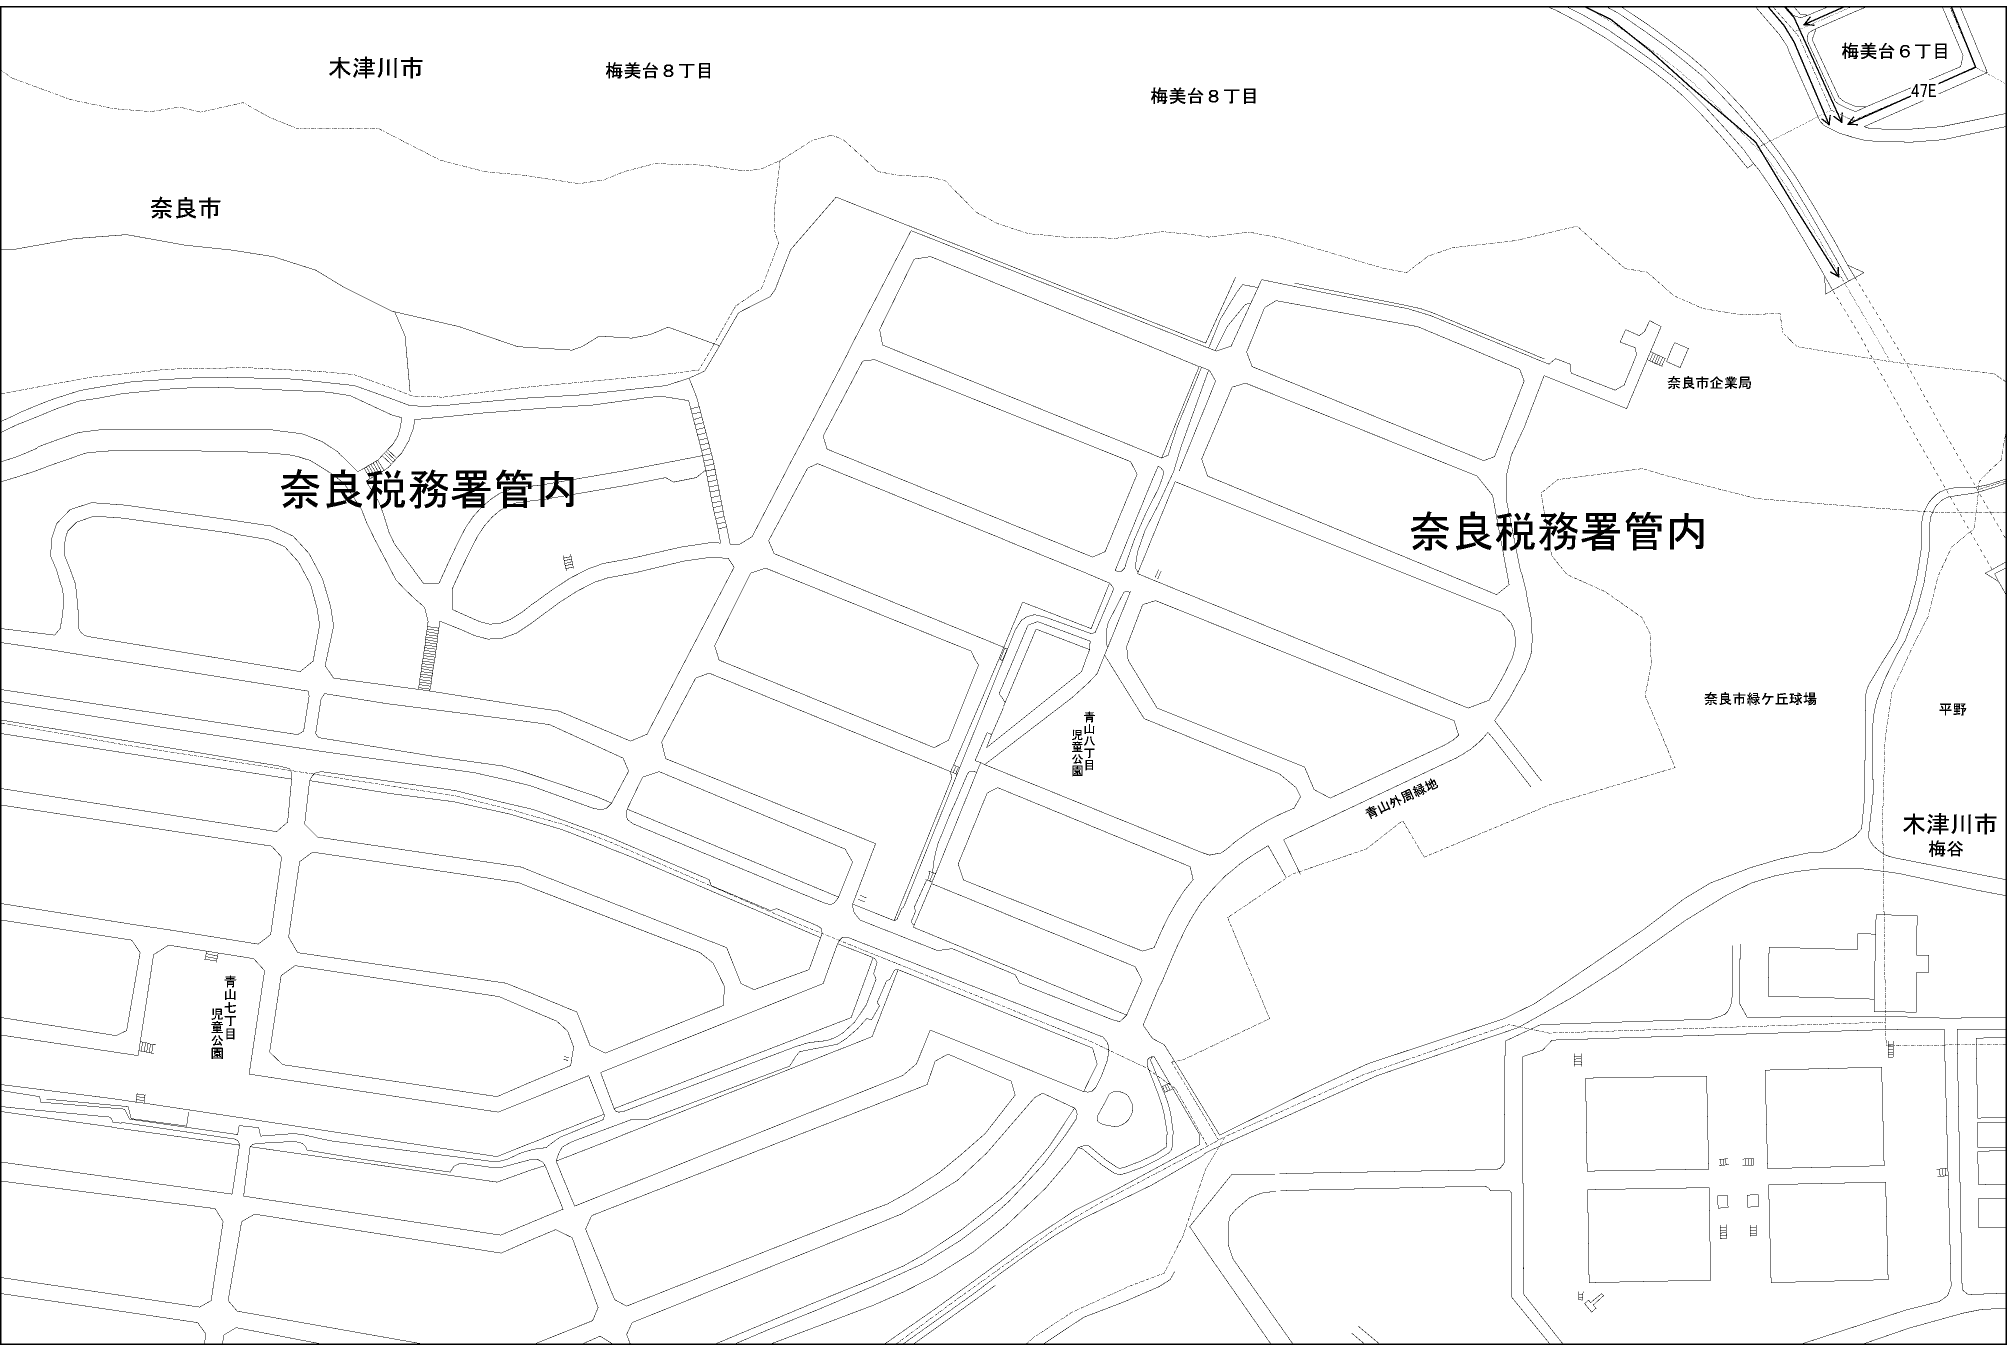 木津川市
梅美台８丁目
梅美台８丁目
梅美台６丁目
47E
奈良市
奈良市企業局
奈良税務署管内
奈良税務署管内
奈良市緑ケ丘球場
平野
青山八丁目
児童公園
青山外周緑地
木津川市
梅谷
青山七丁目
児童公園